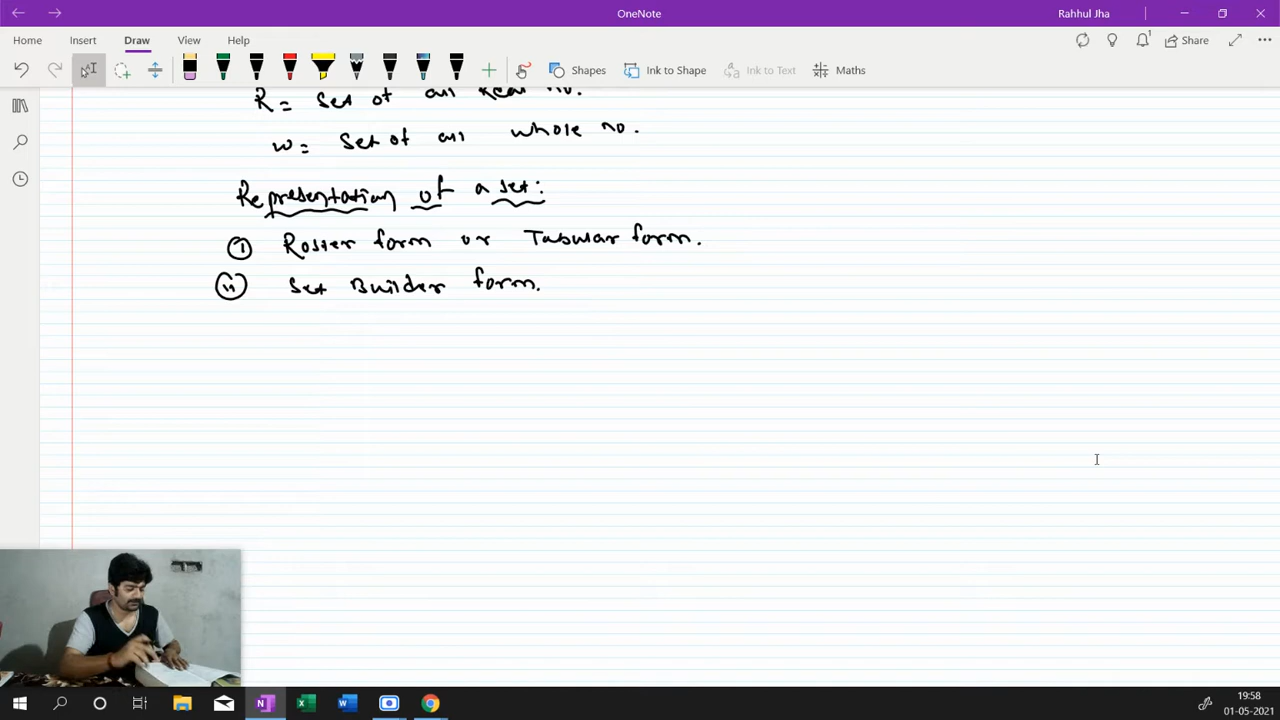 OneNote
Rahhul Jha
Home Insert Draw View Help
Share
Shapes Ink to Shape Ink to Text Maths
R = Set of all Real no.
W = Set of all whole no.
Representation of a set:
(i) Roster form or Tabular form.
(ii) Set Builder form.
19:58
01-05-2021